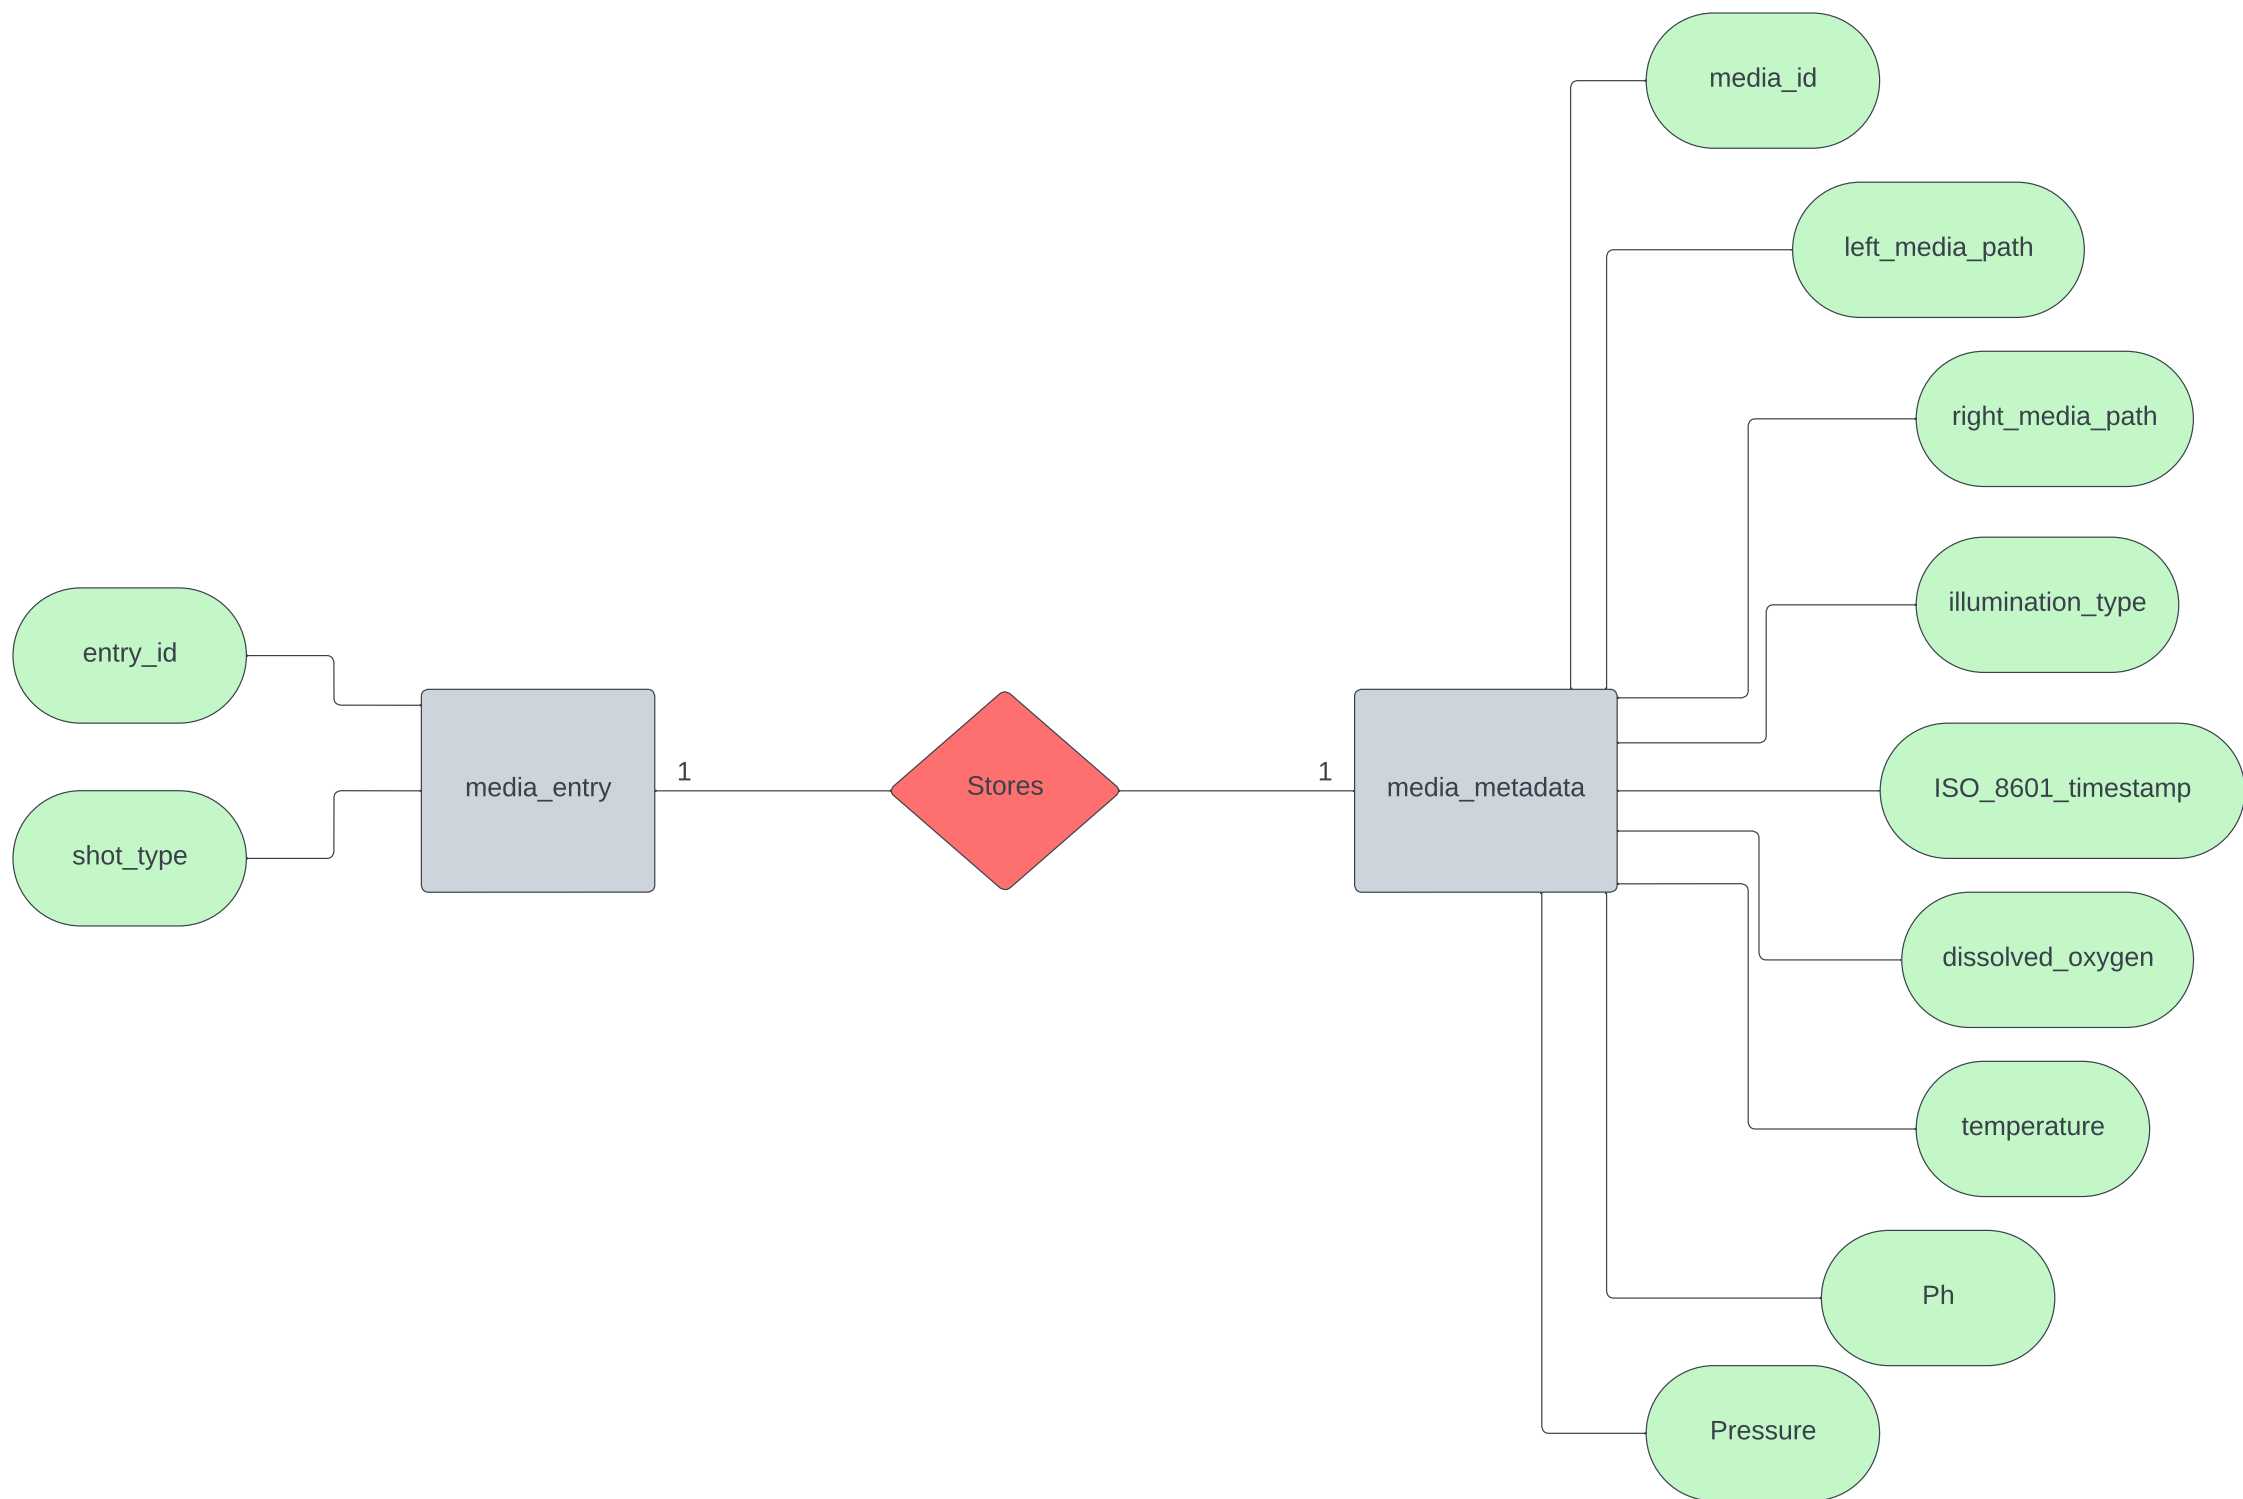 media_id
left_media_path
right_media_path
illumination_type
entry_id
media_entry
1
Stores
1
media_metadata
ISO_8601_timestamp
shot_type
dissolved_oxygen
temperature
Ph
Pressure